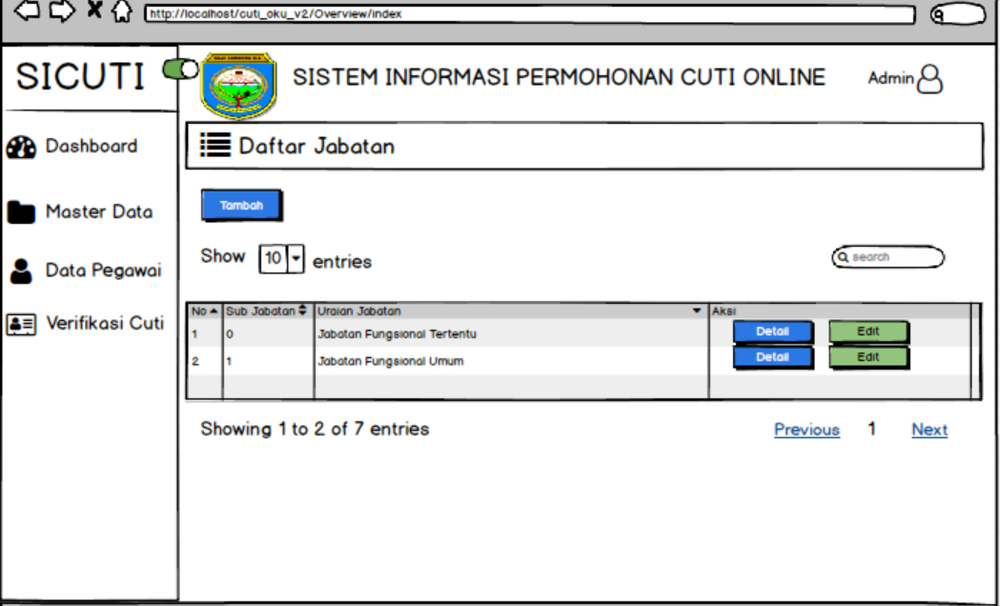 http://localhost/cuti_oku_v2/Overview/index
SICUTI
SISTEM INFORMASI PERMOHONAN CUTI ONLINE
Admin
Dashboard
Master Data
Data Pegawai
Verifikasi Cuti
Daftar Jabatan
Tambah
Show 10 entries
search
No Sub Jabatan Uraian Jabatan Aksi
1 0 Jabatan Fungsional Tertentu Detail Edit
2 1 Jabatan Fungsional Umum Detail Edit
Showing 1 to 2 of 7 entries
Previous 1 Next